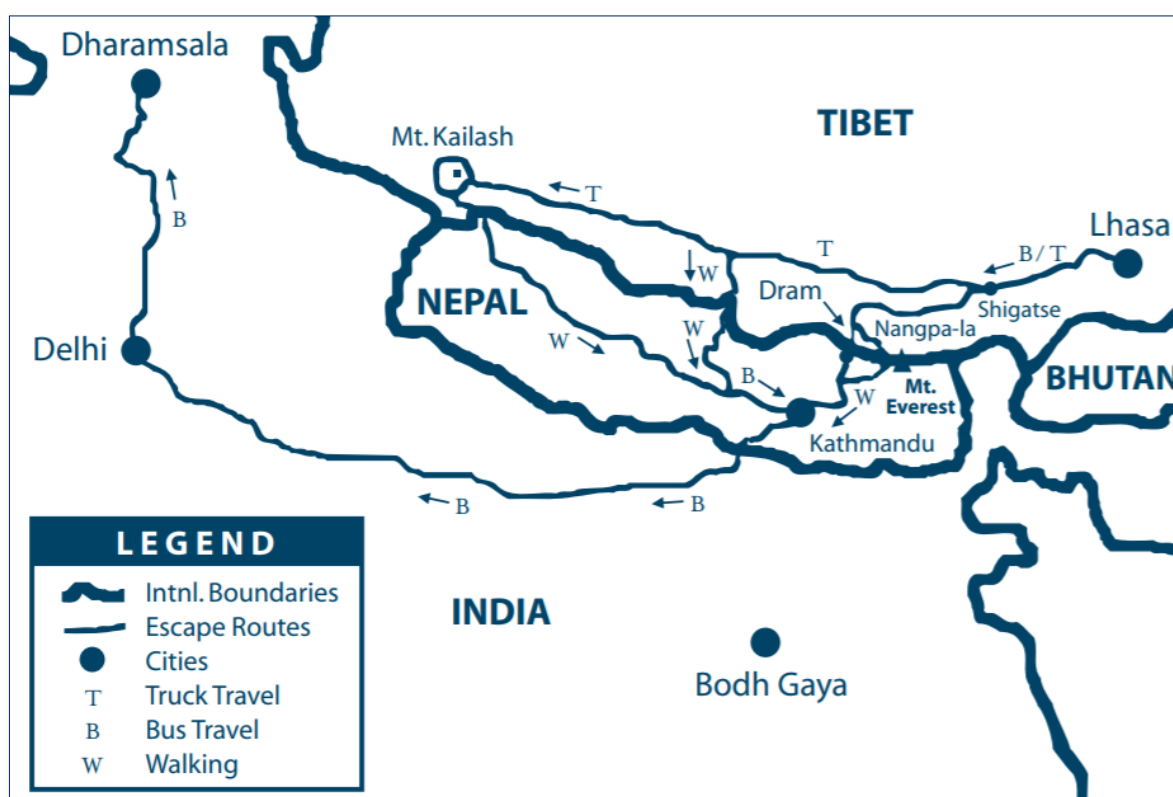 Dharamsala
TIBET
Mt. Kailash
T
Lhasa
B
B / T
T
W
Dram
Shigatse
NEPAL
Nangpa-la
W
W
Delhi
B
BHUTAN
Mt.
Everest
W
Kathmandu
B
B
LEGEND
Intnl. Boundaries
Escape Routes
Cities
T Truck Travel
B Bus Travel
W Walking
INDIA
Bodh Gaya